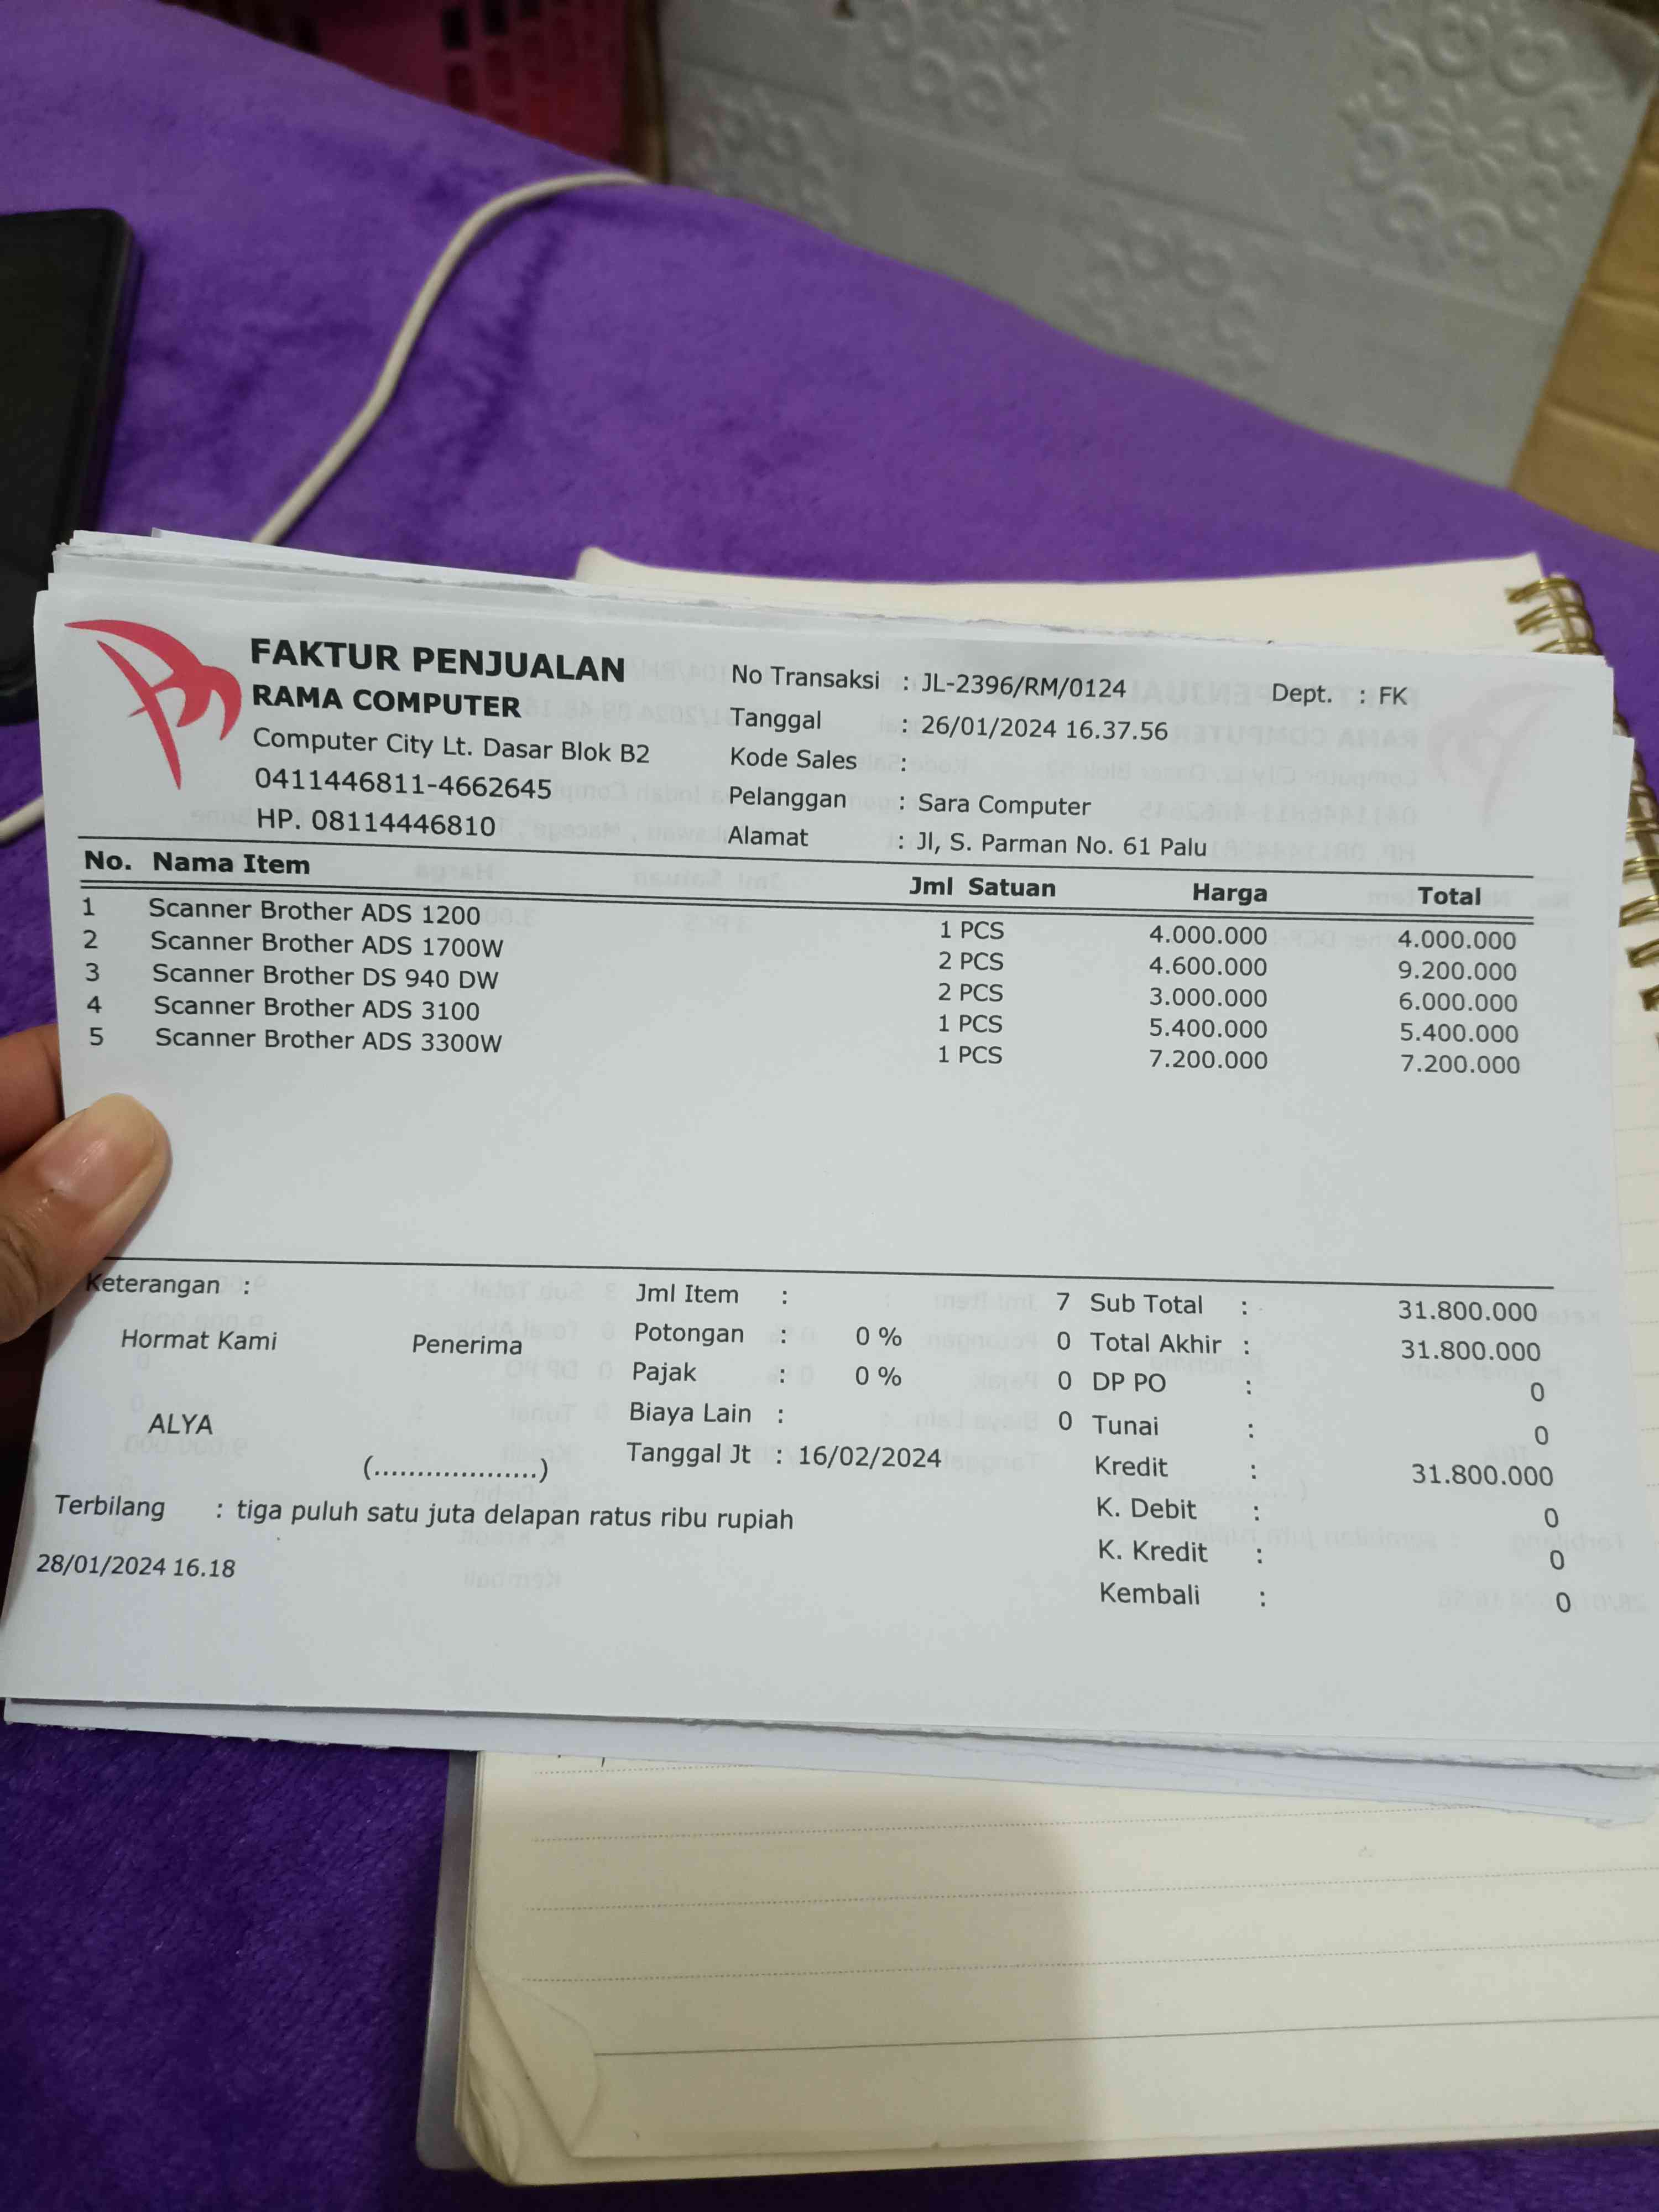 FAKTUR PENJUALAN
RAMA COMPUTER
Computer City Lt. Dasar Blok B2
0411446811-4662645
HP. 08114446810
No Transaksi : JL-2396/RM/0124 Dept. : FK
Tanggal : 26/01/2024 16.37.56
Kode Sales :
Pelanggan : Sara Computer
Alamat : Jl, S. Parman No. 61 Palu
No. Nama Item Jml Satuan Harga Total
1 Scanner Brother ADS 1200 1 PCS 4.000.000 4.000.000
2 Scanner Brother ADS 1700W 2 PCS 4.600.000 9.200.000
3 Scanner Brother DS 940 DW 2 PCS 3.000.000 6.000.000
4 Scanner Brother ADS 3100 1 PCS 5.400.000 5.400.000
5 Scanner Brother ADS 3300W 1 PCS 7.200.000 7.200.000
Keterangan :
Hormat Kami Penerima
ALYA
(...................)
Jml Item : 7
Potongan : 0 % 0
Pajak : 0 % 0
Biaya Lain : 0
Tanggal Jt : 16/02/2024
Sub Total : 31.800.000
Total Akhir : 31.800.000
DP PO : 0
Tunai : 0
Kredit : 31.800.000
K. Debit : 0
K. Kredit : 0
Kembali : 0
Terbilang : tiga puluh satu juta delapan ratus ribu rupiah
28/01/2024 16.18